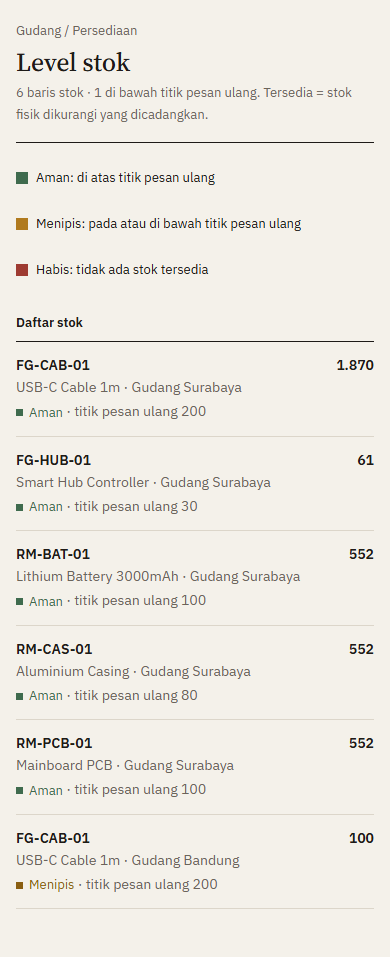 Gudang / Persediaan
Level stok
6 baris stok · 1 di bawah titik pesan ulang. Tersedia = stok
fisik dikurangi yang dicadangkan.
Aman: di atas titik pesan ulang
Menipis: pada atau di bawah titik pesan ulang
Habis: tidak ada stok tersedia
Daftar stok
FG-CAB-01 1.870
USB-C Cable 1m · Gudang Surabaya
Aman · titik pesan ulang 200
FG-HUB-01 61
Smart Hub Controller · Gudang Surabaya
Aman · titik pesan ulang 30
RM-BAT-01 552
Lithium Battery 3000mAh · Gudang Surabaya
Aman · titik pesan ulang 100
RM-CAS-01 552
Aluminium Casing · Gudang Surabaya
Aman · titik pesan ulang 80
RM-PCB-01 552
Mainboard PCB · Gudang Surabaya
Aman · titik pesan ulang 100
FG-CAB-01 100
USB-C Cable 1m · Gudang Bandung
Menipis · titik pesan ulang 200